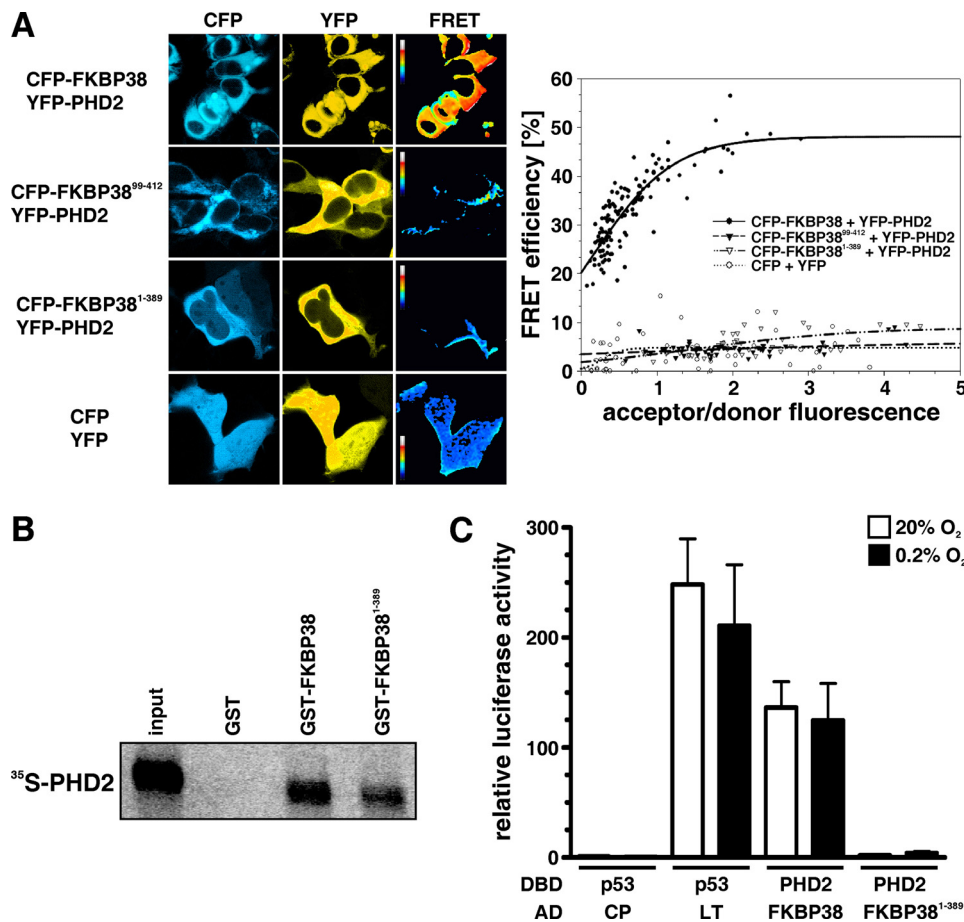 A
CFP YFP FRET
CFP-FKBP38
YFP-PHD2
CFP-FKBP38⁹⁹⁻⁴¹²
YFP-PHD2
CFP-FKBP38¹⁻³⁸⁹
YFP-PHD2
CFP
YFP
FRET efficiency [%]
60
50
40
30
20
10
0
CFP-FKBP38 + YFP-PHD2
CFP-FKBP38⁹⁹⁻⁴¹² + YFP-PHD2
CFP-FKBP38¹⁻³⁸⁹ + YFP-PHD2
CFP + YFP
0 1 2 3 4 5
acceptor/donor fluorescence
B
input
GST
GST-FKBP38
GST-FKBP38¹⁻³⁸⁹
³⁵S-PHD2
C
20% O₂
0.2% O₂
relative luciferase activity
300
250
200
150
100
50
0
DBD p53 p53 PHD2 PHD2
AD CP LT FKBP38 FKBP38¹⁻³⁸⁹